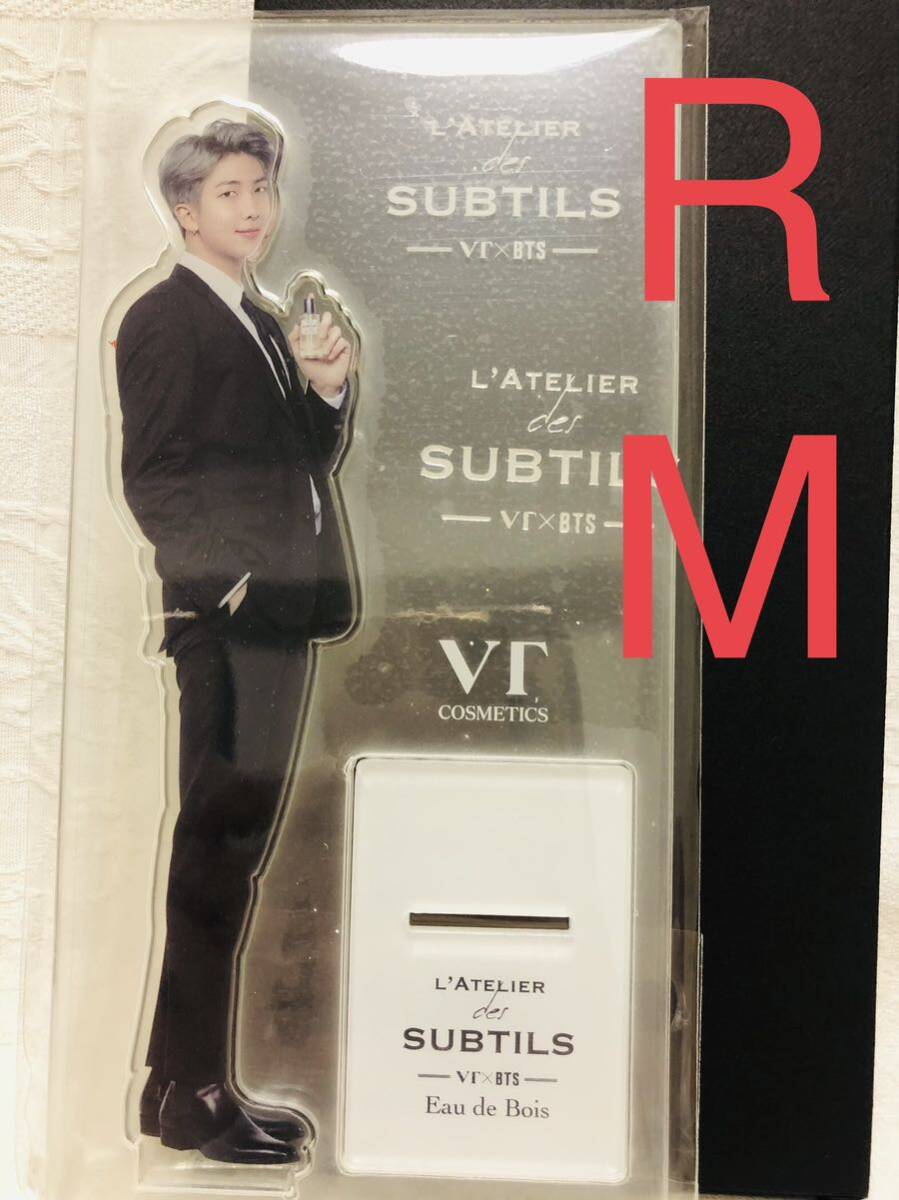 L'ATELIER
des
SUBTILS
VT×BTS
L'ATELIER
des
SUBTILS
VT×BTS
VT
COSMETICS
L'ATELIER
des
SUBTILS
VT×BTS
Eau de Bois
R
M